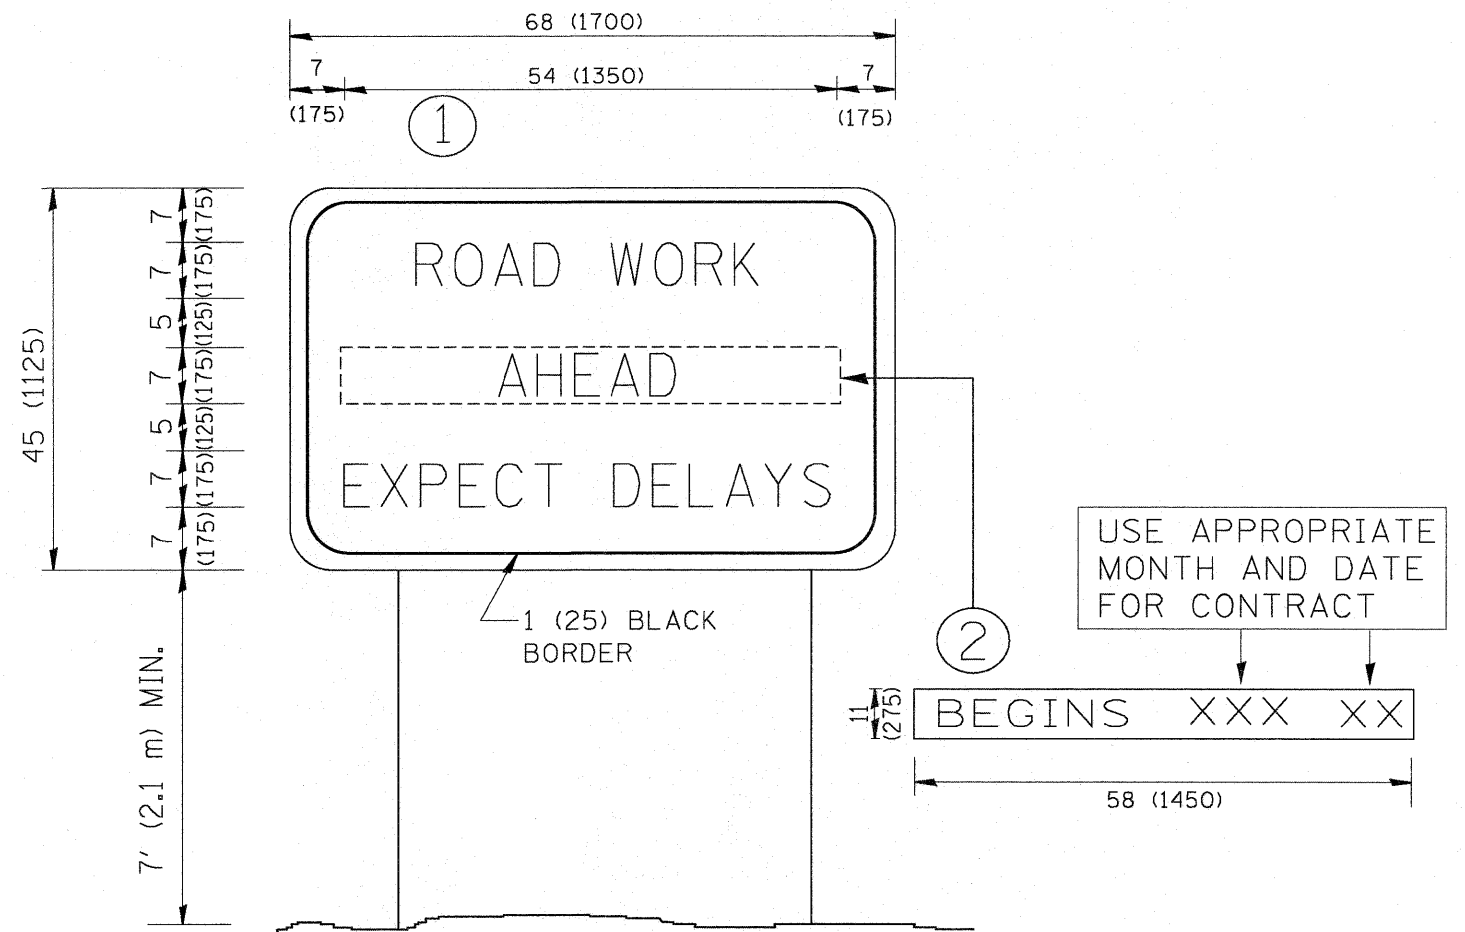 68 (1700)
7
54 (1350)
7
(175)
(175)
1
45 (1125)
7
(175)
7
(175)
5
(125)
7
(175)
5
(125)
7
(175)
7
(175)
ROAD WORK
AHEAD
EXPECT DELAYS
1 (25) BLACK
BORDER
7' (2.1 m) MIN.
2
USE APPROPRIATE
MONTH AND DATE
FOR CONTRACT
11
(275)
BEGINS XXX XX
58 (1450)